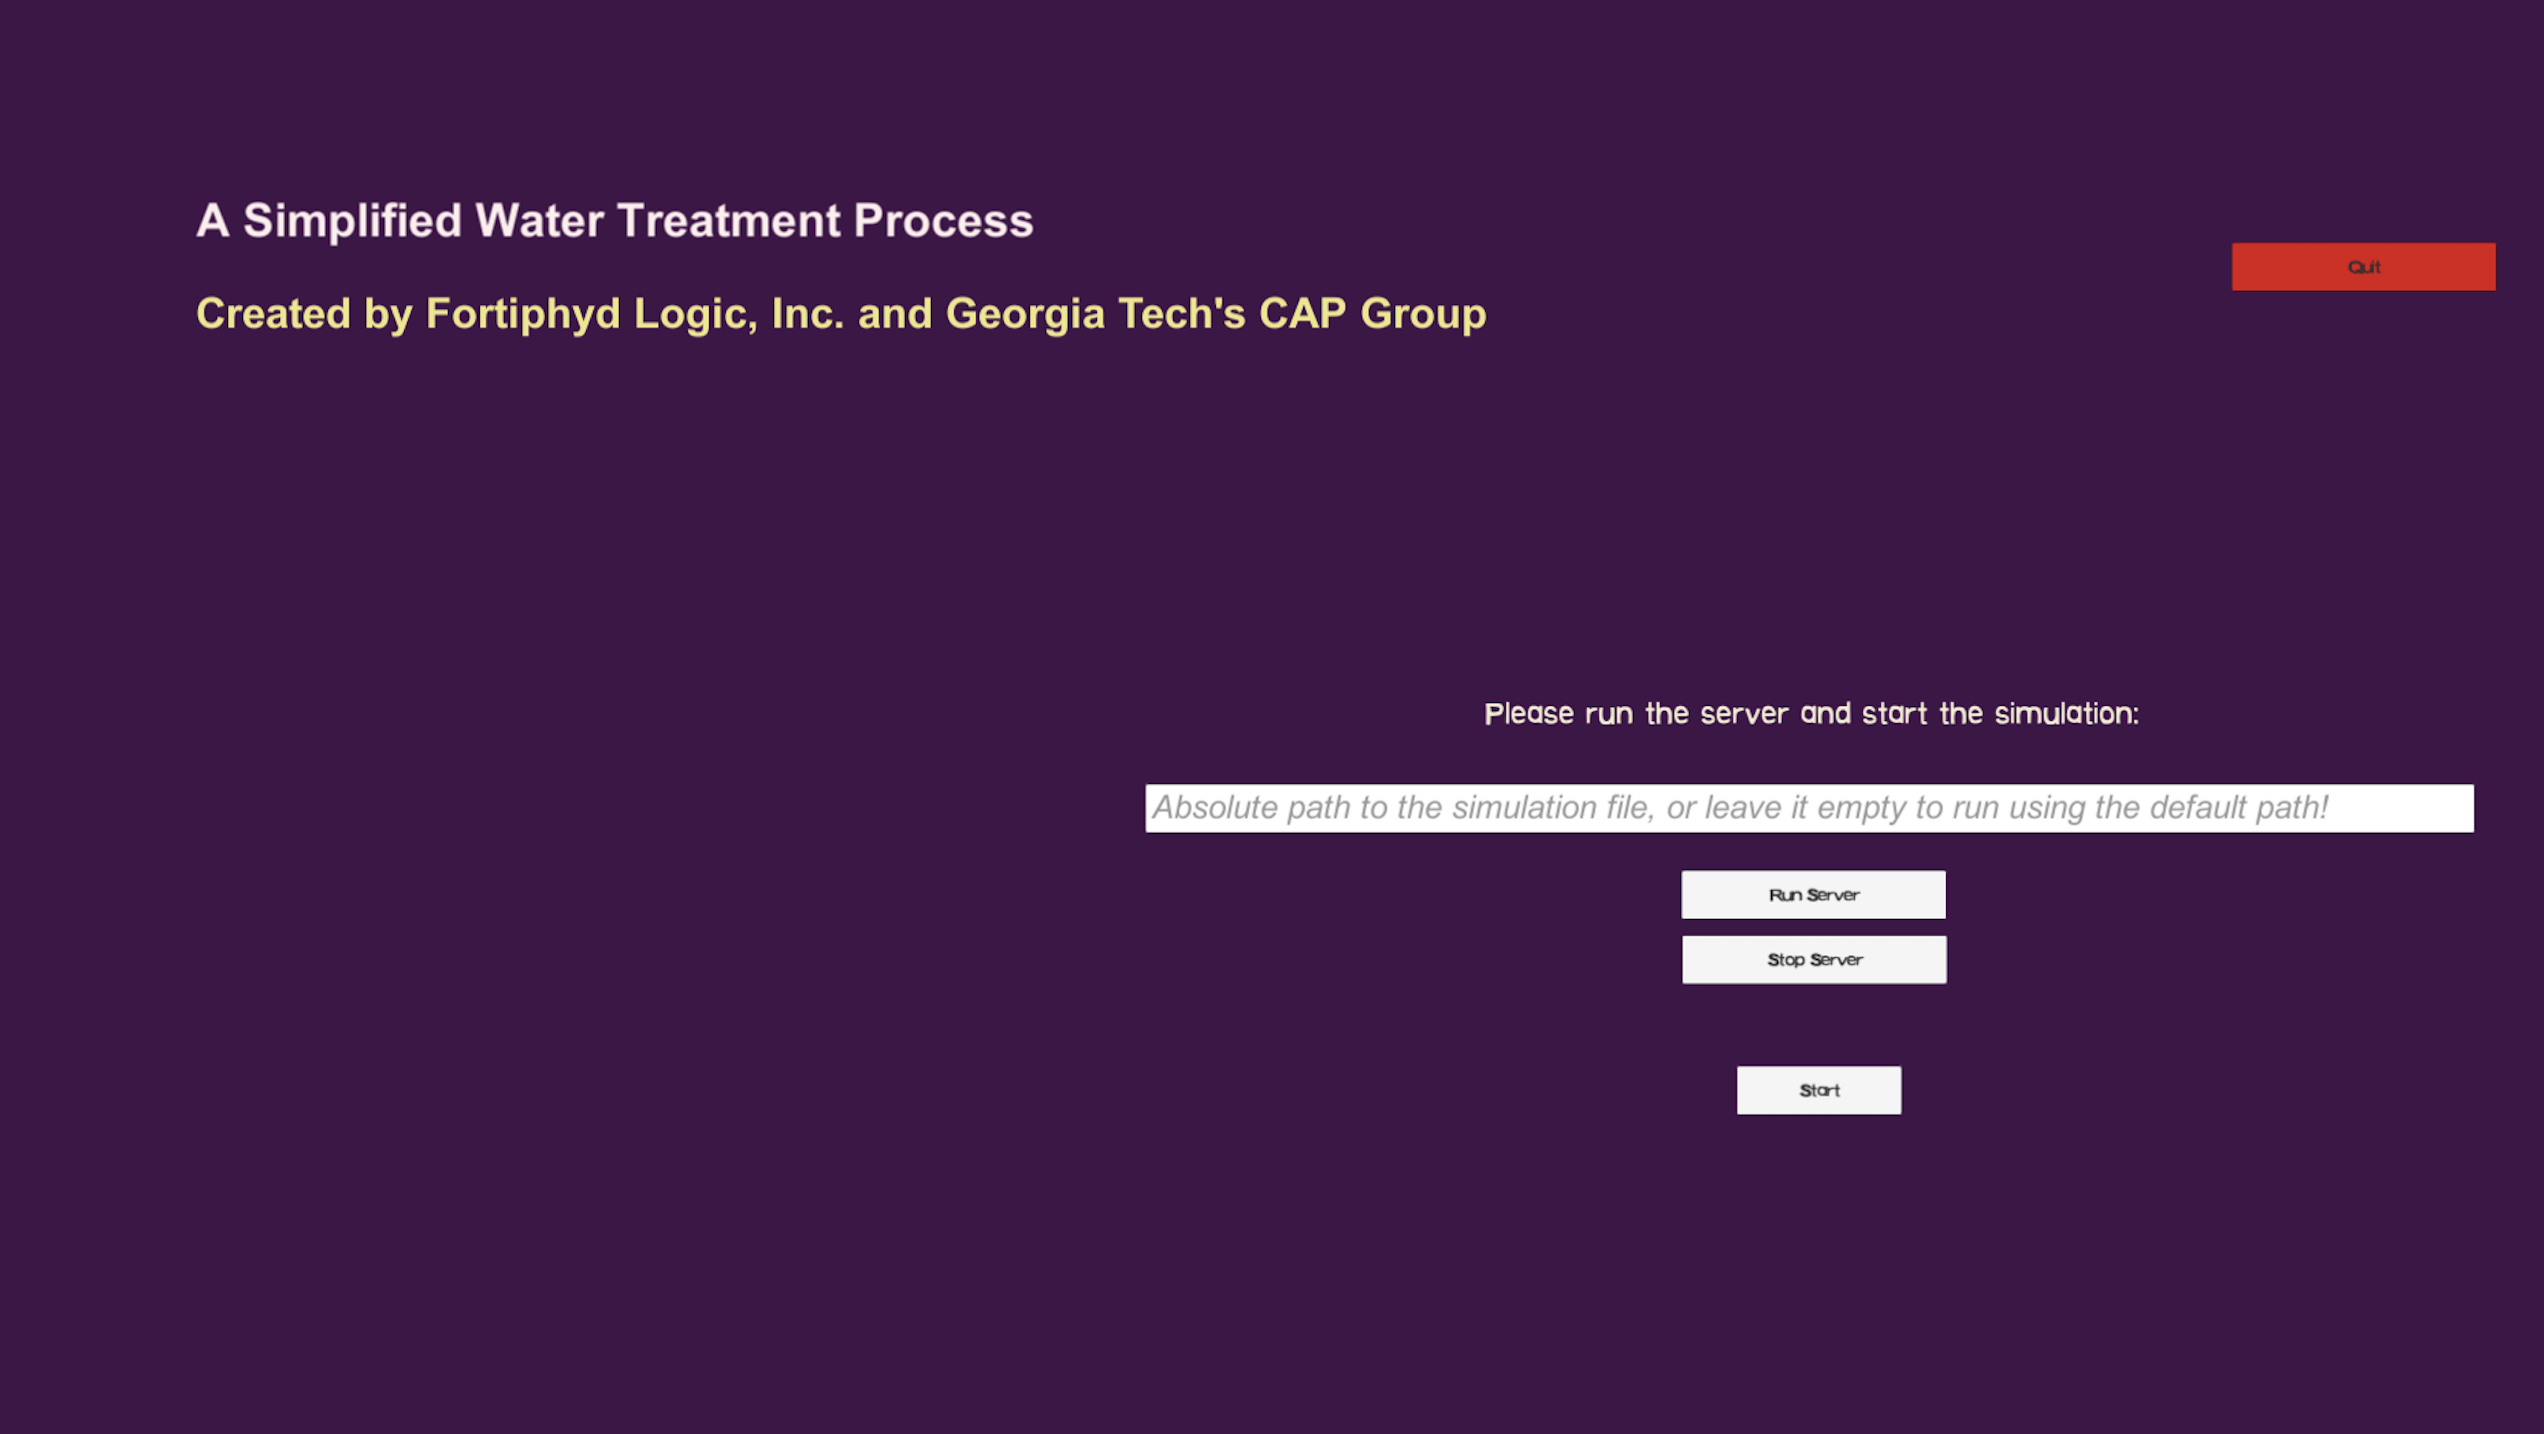 A Simplified Water Treatment Process
Quit
Created by Fortiphyd Logic, Inc. and Georgia Tech's CAP Group
Please run the server and start the simulation:
Absolute path to the simulation file, or leave it empty to run using the default path!
Run Server
Stop Server
Start